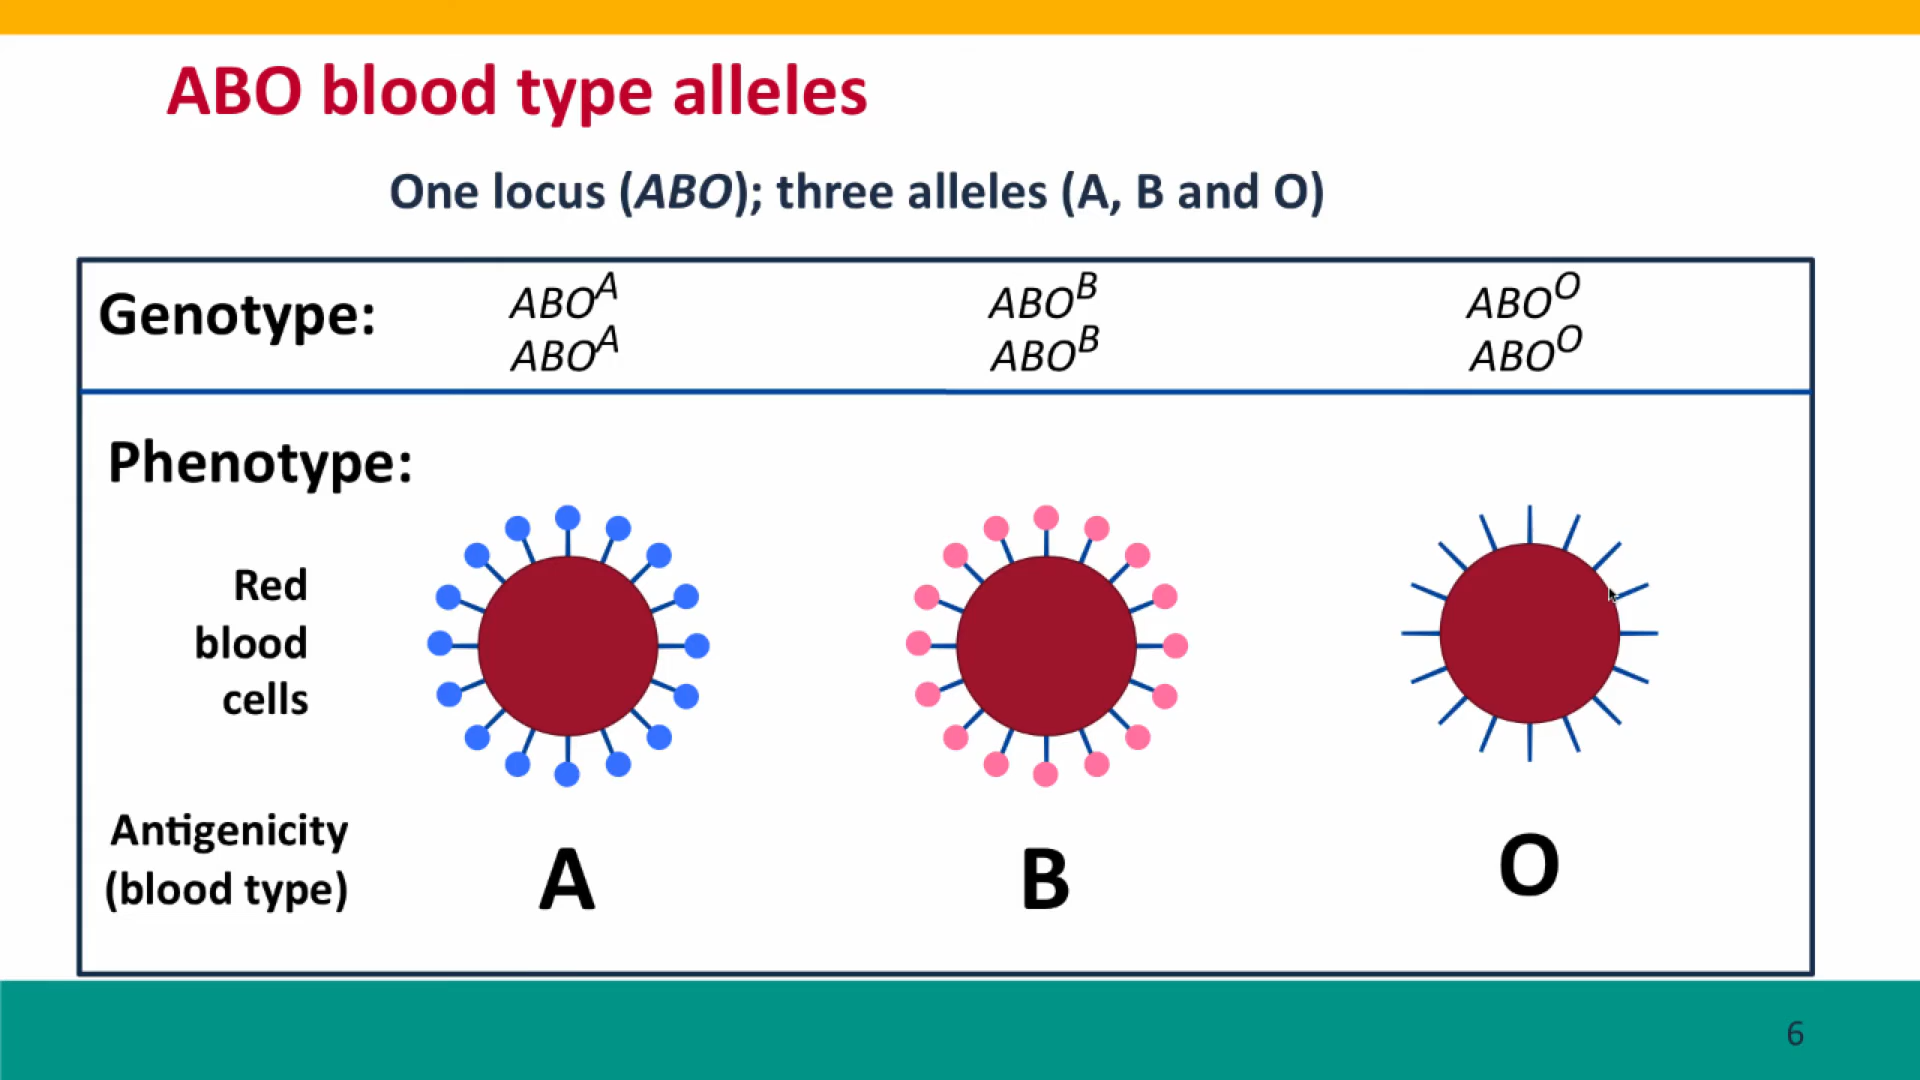 ABO blood type alleles
One locus (ABO); three alleles (A, B and O)
Genotype:
ABO^A ABO^B ABO^O
ABO^A ABO^B ABO^O
Phenotype:
Red
blood
cells
Antigenicity
(blood type)
A B O
6